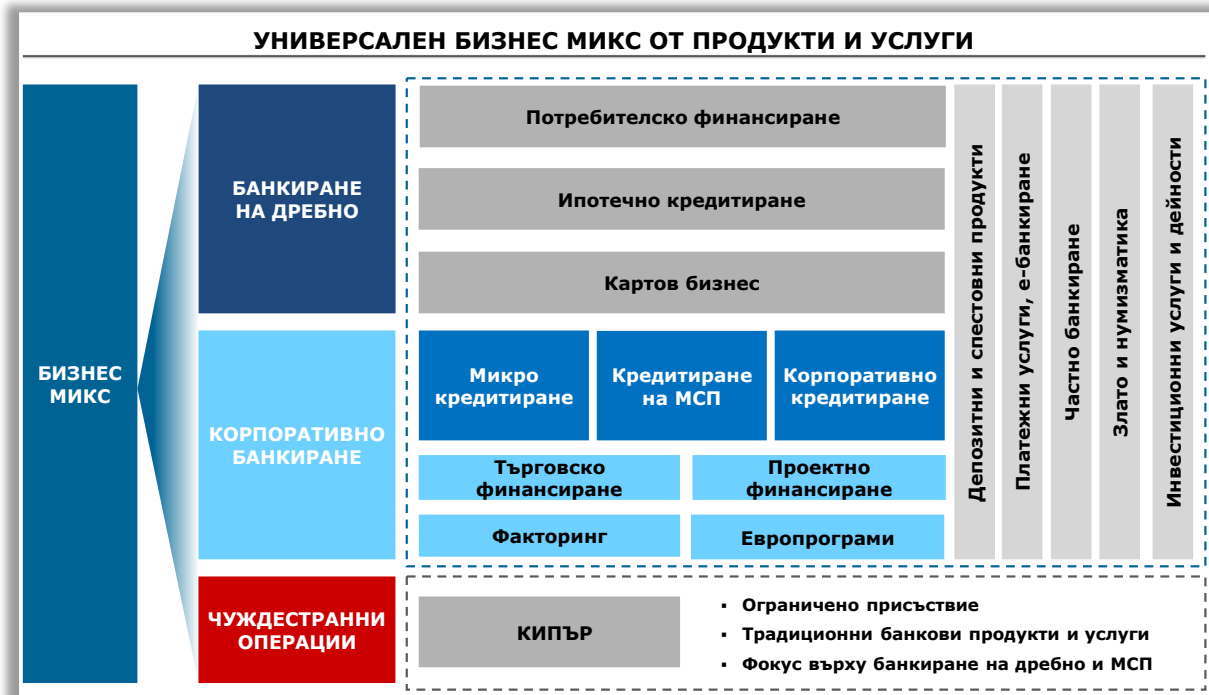 УНИВЕРСАЛЕН БИЗНЕС МИКС ОТ ПРОДУКТИ И УСЛУГИ
БИЗНЕС
МИКС
БАНКИРАНЕ
НА ДРЕБНО
Потребителско финансиране
Ипотечно кредитиране
Картов бизнес
КОРПОРАТИВНО
БАНКИРАНЕ
Микро
кредитиране
Кредитиране
на МСП
Корпоративно
кредитиране
Търговско
финансиране
Проектно
финансиране
Факторинг
Европрограми
Депозитни и спестовни продукти
Платежни услуги, е-банкиране
Частно банкиране
Злато и нумизматика
Инвестиционни услуги и дейности
ЧУЖДЕСТРАННИ
ОПЕРАЦИИ
КИПЪР
▪ Ограничено присъствие
▪ Традиционни банкови продукти и услуги
▪ Фокус върху банкиране на дребно и МСП